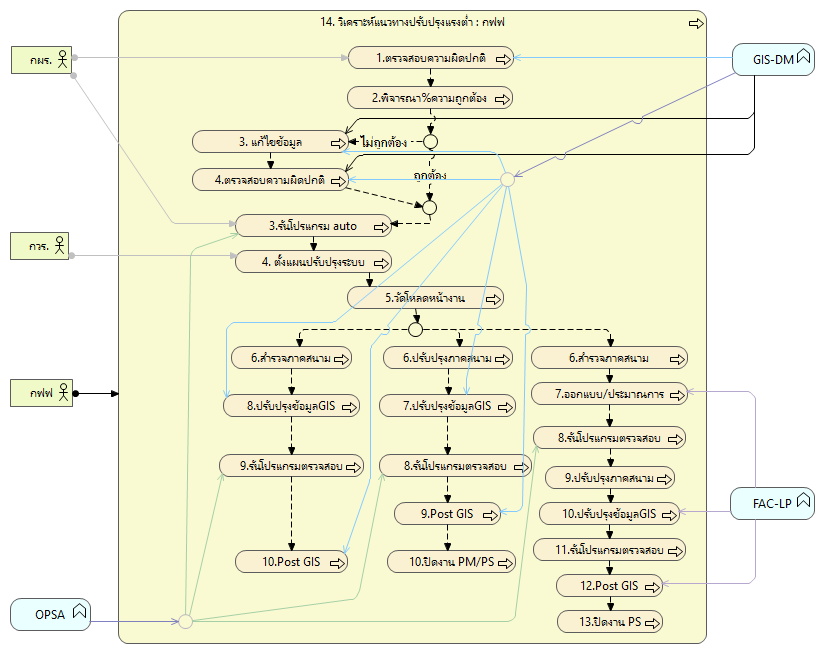 14. วิเคราะห์แนวทางปรับปรุงแรงต่ำ : กฟฟ
กผร.
1.ตรวจสอบความผิดปกติ
GIS-DM
2.พิจารณา%ความถูกต้อง
3. แก้ไขข้อมูล
ไม่ถูกต้อง
4.ตรวจสอบความผิดปกติ
ถูกต้อง
3.รันโปรแกรม auto
กวร.
4. ตั้งแผนปรับปรุงระบบ
5.วัดโหลดหน้างาน
6.สำรวจภาคสนาม
6.ปรับปรุงภาคสนาม
6.สำรวจภาคสนาม
กฟฟ
7.ออกแบบ/ประมาณการ
8.ปรับปรุงข้อมูลGIS
7.ปรับปรุงข้อมูลGIS
8.รันโปรแกรมตรวจสอบ
9.รันโปรแกรมตรวจสอบ
8.รันโปรแกรมตรวจสอบ
9.ปรับปรุงภาคสนาม
FAC-LP
9.Post GIS
10.ปรับปรุงข้อมูลGIS
11.รันโปรแกรมตรวจสอบ
10.Post GIS
10.ปิดงาน PM/PS
12.Post GIS
OPSA
13.ปิดงาน PS